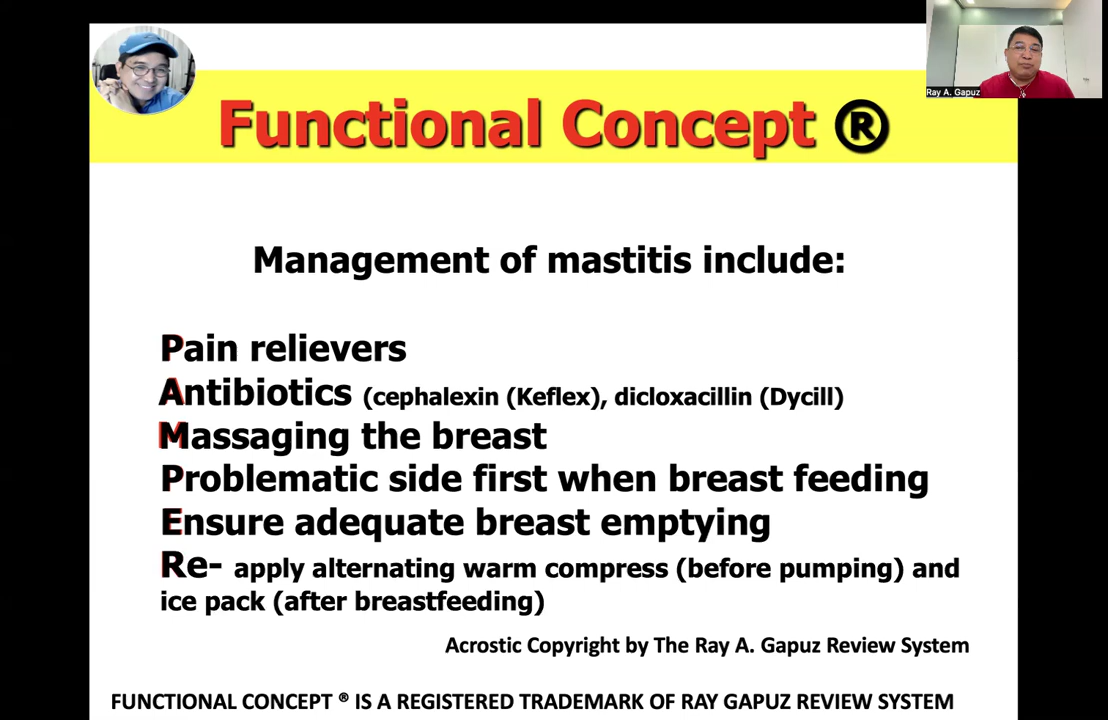 Ray A. Gapuz
Functional Concept ®
Management of mastitis include:
Pain relievers
Antibiotics (cephalexin (Keflex), dicloxacillin (Dycill)
Massaging the breast
Problematic side first when breast feeding
Ensure adequate breast emptying
Re- apply alternating warm compress (before pumping) and
ice pack (after breastfeeding)
Acrostic Copyright by The Ray A. Gapuz Review System
FUNCTIONAL CONCEPT ® IS A REGISTERED TRADEMARK OF RAY GAPUZ REVIEW SYSTEM